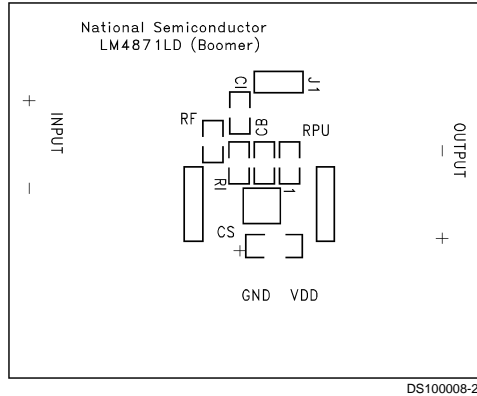 National Semiconductor
LM4871LD (Boomer)
CI
J1
+
INPUT
-
RF
CB
RPU
RI
1
-
OUTPUT
+
CS
+
GND VDD
DS100008-2